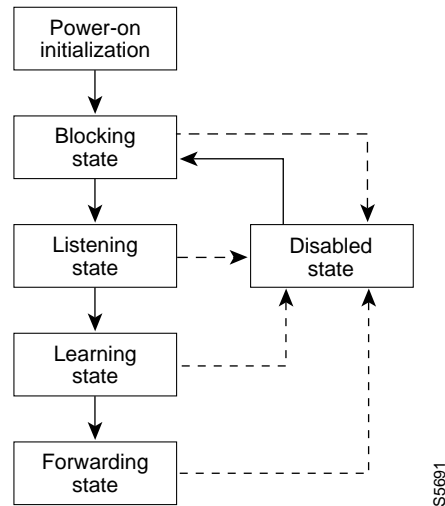 Power-on
initialization
Blocking
state
Listening
state
Disabled
state
Learning
state
Forwarding
state
S5691